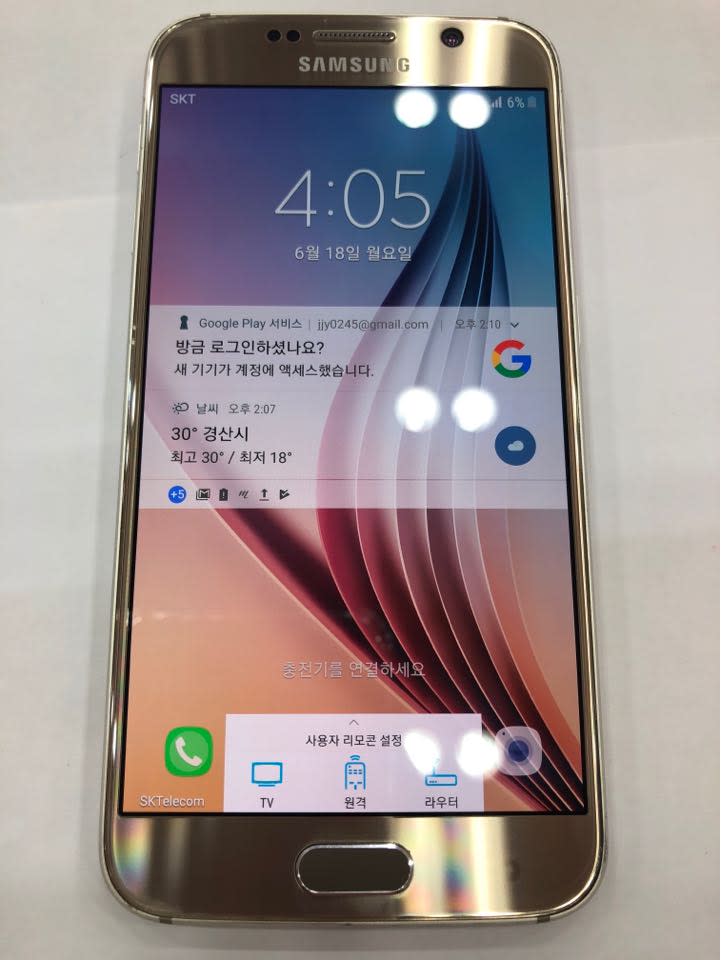 SAMSUNG
SKT 6%
4:05
6월 18일 월요일
Google Play 서비스 | jjy0245@gmail.com | 오후 2:10
방금 로그인하셨나요?
새 기기가 계정에 액세스했습니다.
날씨 오후 2:07
30° 경산시
최고 30° / 최저 18°
+5
충전기를 연결하세요
사용자 리모콘 설정
TV 원격 라우터
SKTelecom